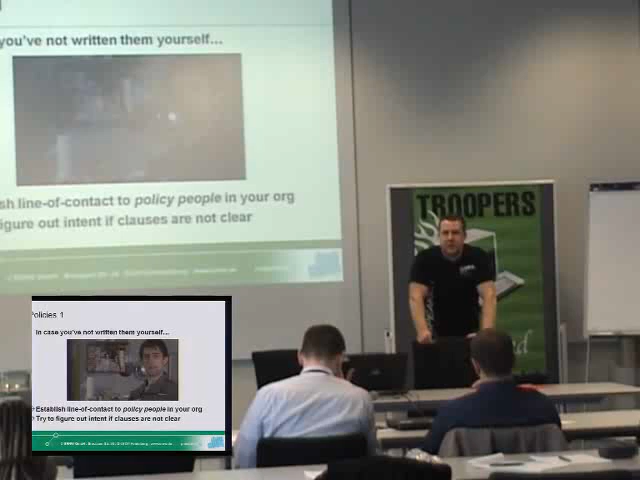 you've not written them yourself...
sh line-of-contact to policy people in your org
figure out intent if clauses are not clear
TROOPERS
Policies 1
In case you've not written them yourself...
Establish line-of-contact to policy people in your org
Try to figure out intent if clauses are not clear